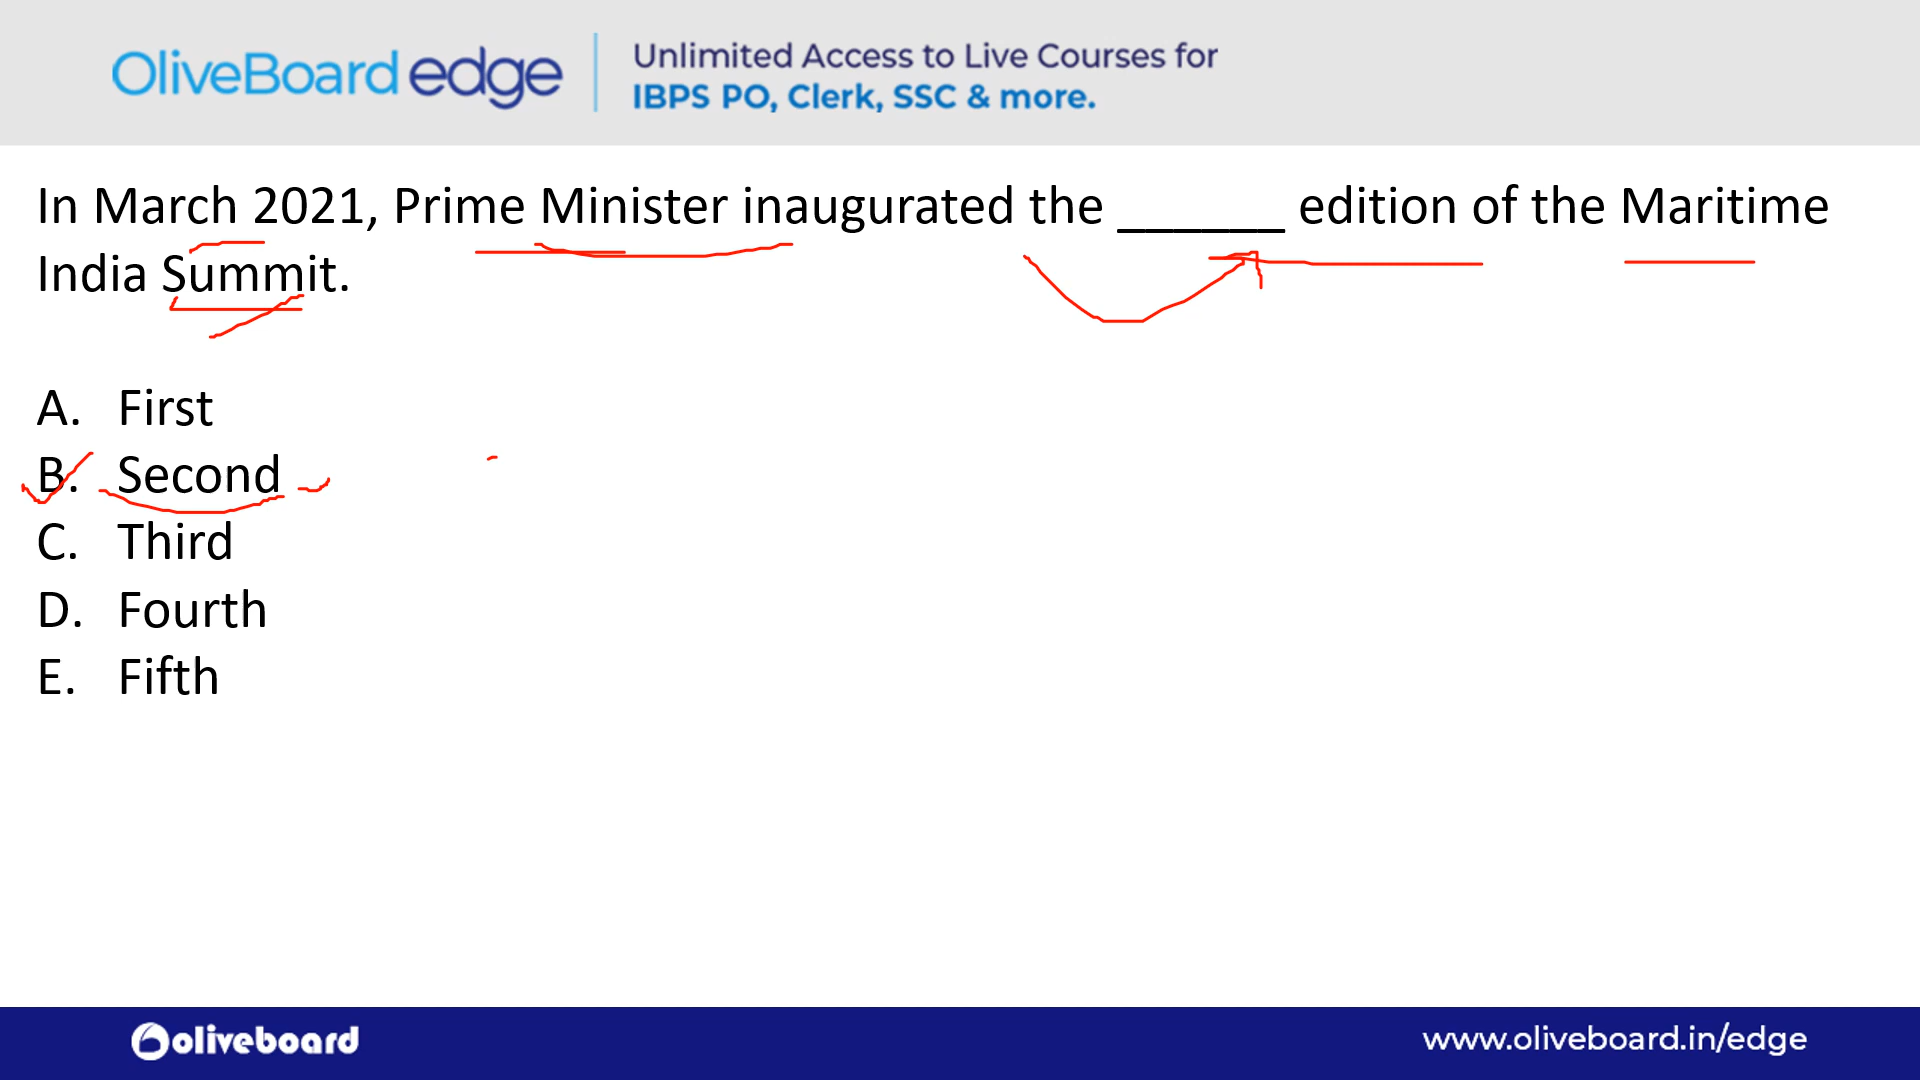 OliveBoard edge
Unlimited Access to Live Courses for
IBPS PO, Clerk, SSC & more.
In March 2021, Prime Minister inaugurated the ______ edition of the Maritime
India Summit.
A. First
B. Second
C. Third
D. Fourth
E. Fifth
oliveboard
www.oliveboard.in/edge